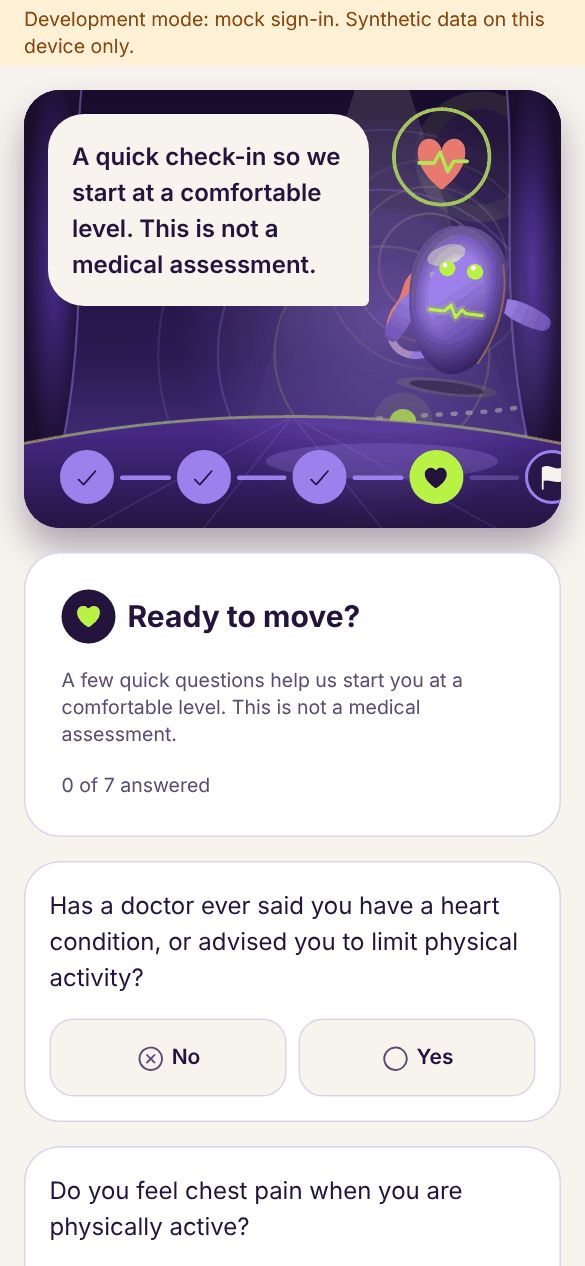 Development mode: mock sign-in. Synthetic data on this
device only.
A quick check-in so we
start at a comfortable
level. This is not a
medical assessment.
Ready to move?
A few quick questions help us start you at a
comfortable level. This is not a medical
assessment.
0 of 7 answered
Has a doctor ever said you have a heart
condition, or advised you to limit physical
activity?
No
Yes
Do you feel chest pain when you are
physically active?